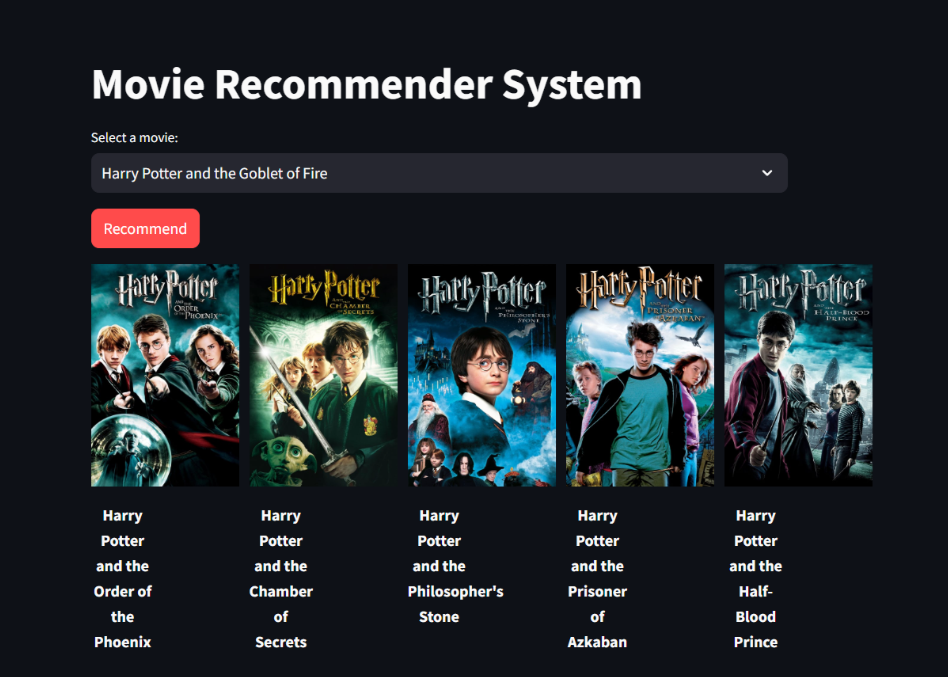 Movie Recommender System
Select a movie:
Harry Potter and the Goblet of Fire
Recommend
Harry Potter
AND THE
ORDER
OF THE PHOENIX
Harry Potter
AND THE
CHAMBER
OF SECRETS
Harry Potter
AND THE
PHILOSOPHER'S
STONE
Harry Potter
AND THE
PRISONER
OF AZKABAN
Harry Potter
AND THE
HALF-BLOOD
PRINCE
Harry
Potter
and the
Order of
the
Phoenix
Harry
Potter
and the
Chamber
of
Secrets
Harry
Potter
and the
Philosopher's
Stone
Harry
Potter
and the
Prisoner
of
Azkaban
Harry
Potter
and the
Half-
Blood
Prince